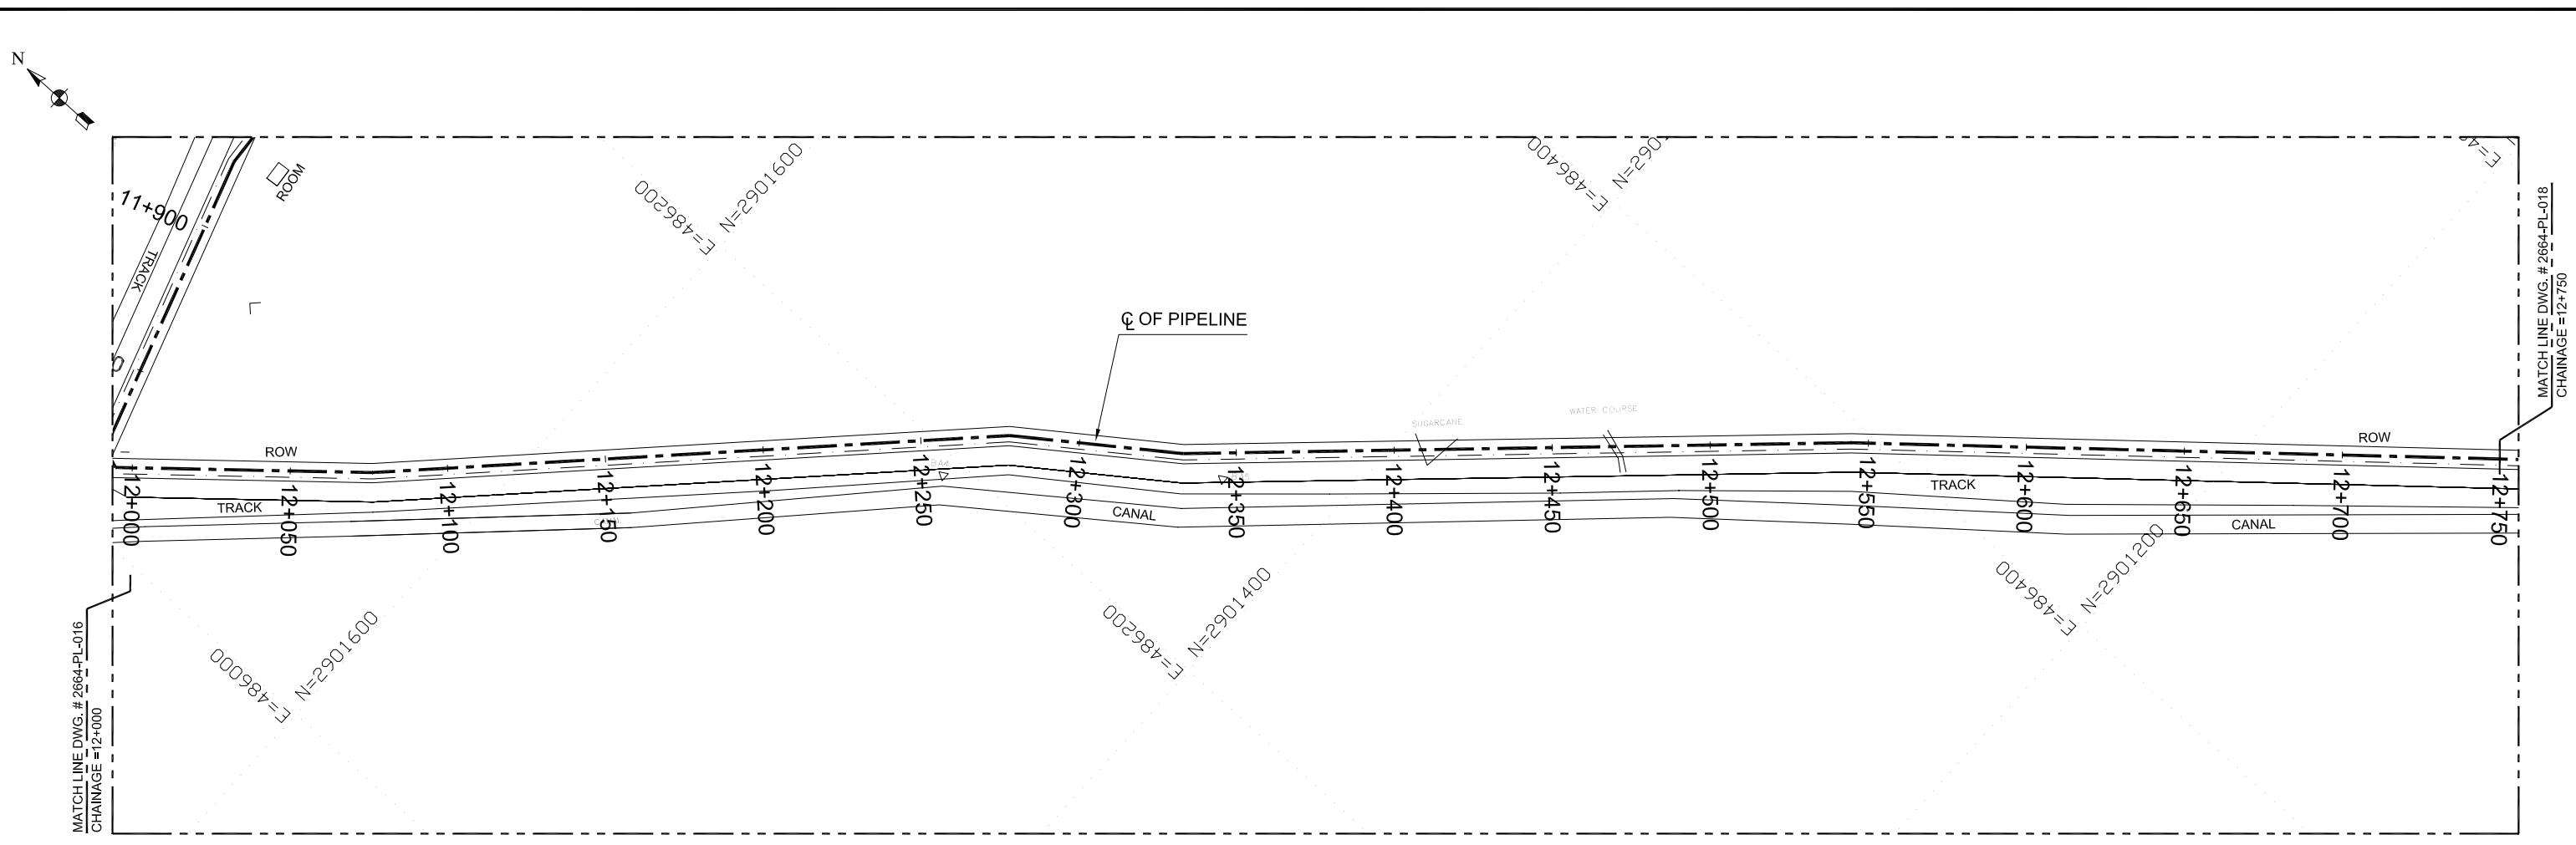 N
11+900
TRACK
0
ROOM
E=486200
N=2901600
E=486400
N=290
E=4
MATCH LINE DWG. # 2664-PL-018
CHAINAGE =12+750
℄ OF PIPELINE
ROW
SUGARCANE
WATER COURSE
ROW
12+000
12+050
12+100
12+150
12+200
12+250
12+300
12+350
12+400
12+450
12+500
12+550
12+600
12+650
12+700
12+750
TRACK
CANAL
CANAL
TRACK
CANAL
E=486000
N=2901600
E=486200
N=2901400
E=486400
N=2901200
MATCH LINE DWG. # 2664-PL-016
CHAINAGE =12+000